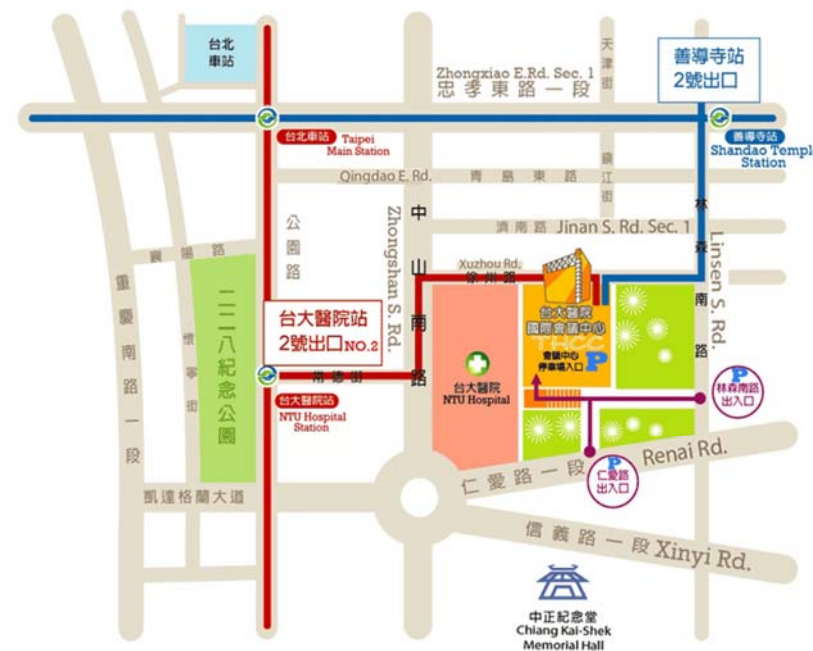 台北
車站
Zhongxiao E.Rd. Sec. 1
忠孝東路一段
天津街
善導寺站
2號出口
台北車站 Taipei
Main Station
善導寺站
Shandao Templ
Station
Qingdao E. Rd. 青島東路
鎮江街
公園路
中山南路
Zhongshan S. Rd.
濟南路 Jinan S. Rd. Sec. 1
林森南路
Linsen S. Rd.
襄陽路
Xuzhou Rd.
徐州路
重慶南路一段
二二八紀念公園
懷寧街
台大醫院站
2號出口NO.2
台大醫院
國際會議中心
THCC
會議中心
停車場入口 P
常德街
台大醫院
NTU Hospital
台大醫院站
NTU Hospital
Station
P
林森南路
出入口
仁愛路一段 Renai Rd.
P
仁愛路
出入口
凱達格蘭大道
信義路一段 Xinyi Rd.
中正紀念堂
Chiang Kai-Shek
Memorial Hall